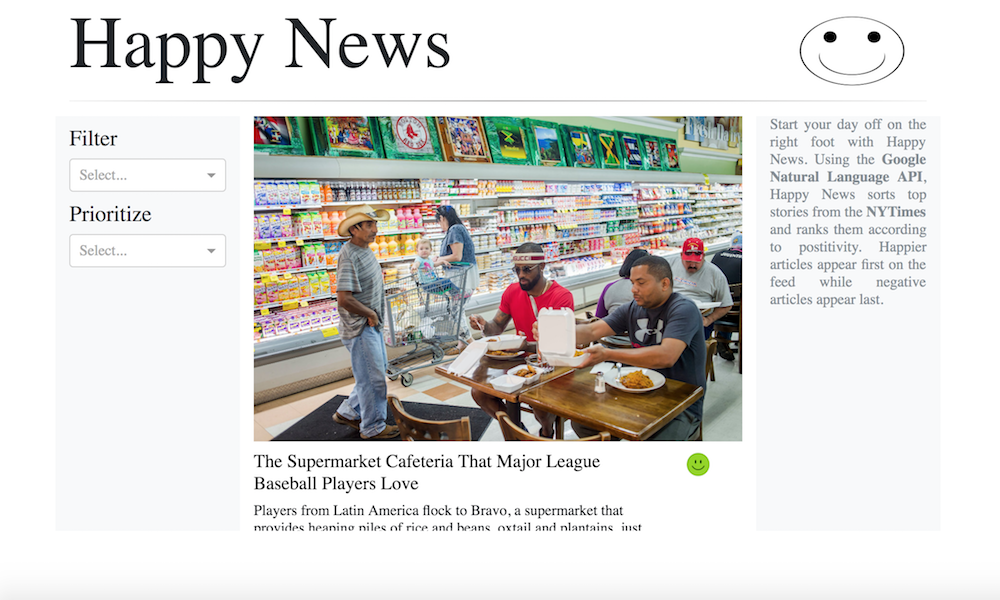 Happy News
Filter
Select...
Prioritize
Select...
The Supermarket Cafeteria That Major League
Baseball Players Love
Players from Latin America flock to Bravo, a supermarket that
provides heaping piles of rice and beans, oxtail and plantains, just
Start your day off on the
right foot with Happy
News. Using the Google
Natural Language API,
Happy News sorts top
stories from the NYTimes
and ranks them according
to postitivity. Happier
articles appear first on the
feed while negative
articles appear last.